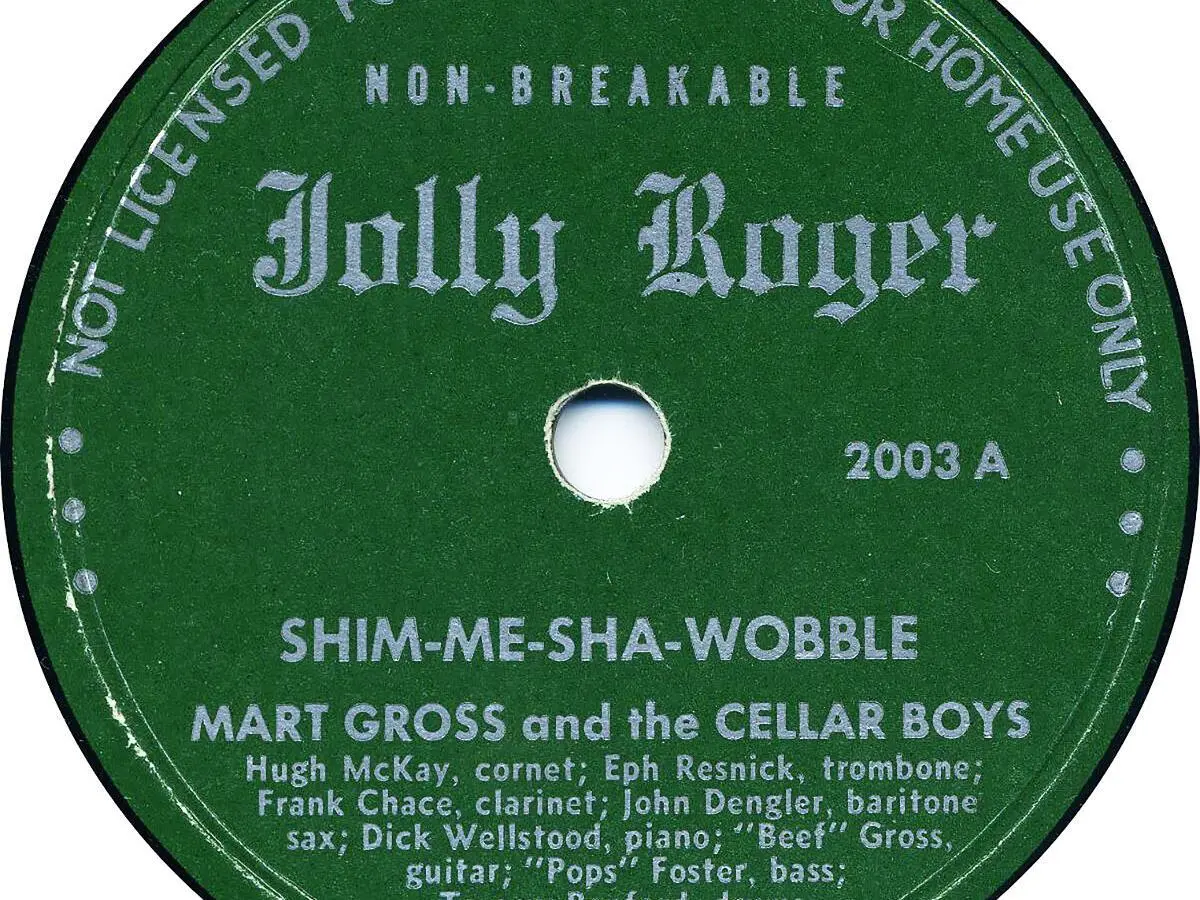 NOT LICENSED
OR HOME USE ONLY
NON-BREAKABLE
Jolly Roger
2003 A
SHIM-ME-SHA-WOBBLE
MART GROSS and the CELLAR BOYS
Hugh McKay, cornet; Eph Resnick, trombone;
Frank Chace, clarinet; John Dengler, baritone
sax; Dick Wellstood, piano; "Beef" Gross,
guitar; "Pops" Foster, bass;